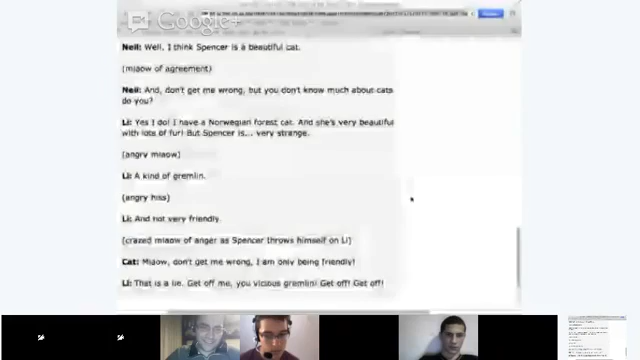 Google+
Neil: Well, I think Spencer is a beautiful cat.
(miaow of agreement)
Neil: And, don't get me wrong, but you don't know much about cats
do you?
Li: Yes I do! I have a Norwegian forest cat. And she's very beautiful
with lots of fur! But Spencer is... very strange.
(angry miaow)
Li: A kind of gremlin.
(angry hiss)
Li: And not very friendly.
(crazed miaow of anger as Spencer throws himself on Li)
Cat: Miaow, don't get me wrong, I am only being friendly!
Li: That is a lie. Get off me, you vicious gremlin! Get off! Get off!